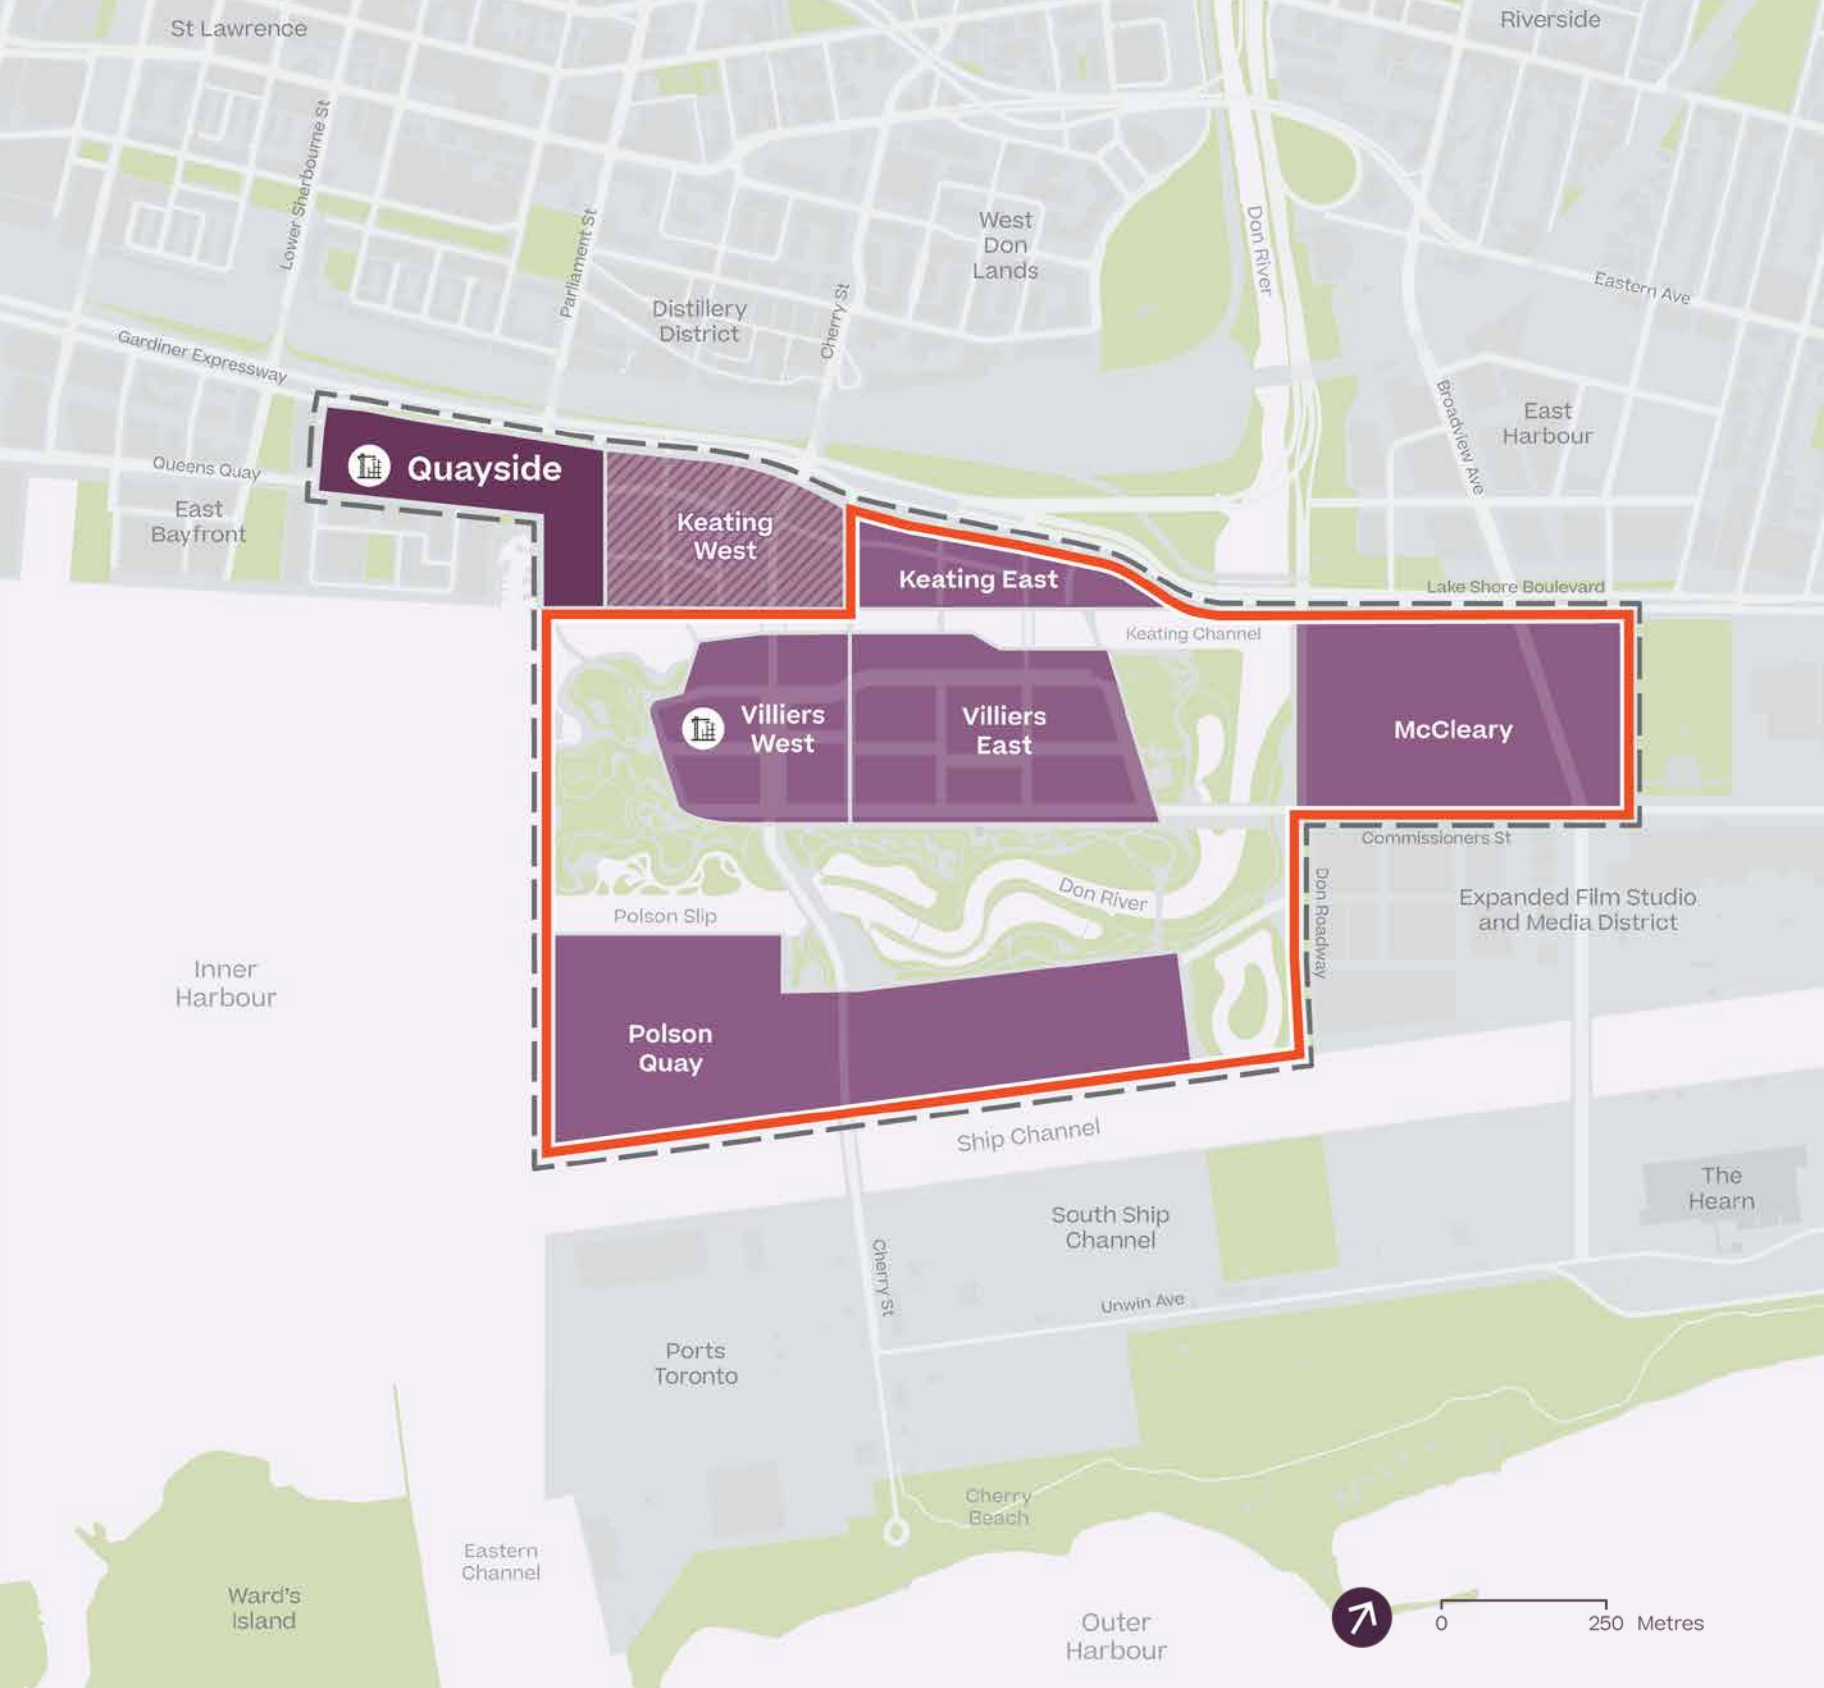 St Lawrence
Riverside
Lower Sherbourne St
Parliament St
West
Don
Lands
Don River
Eastern Ave
Distillery
District
Cherry St
Gardiner Expressway
Broadview Ave
East
Harbour
Queens Quay
Quayside
East
Bayfront
Keating
West
Keating East
Lake Shore Boulevard
Keating Channel
Villiers
West
Villiers
East
McCleary
Commissioners St
Don River
Don Roadway
Expanded Film Studio
and Media District
Polson Slip
Inner
Harbour
Polson
Quay
Ship Channel
The
Hearn
South Ship
Channel
Cherry St
Unwin Ave
Ports
Toronto
Cherry
Beach
Eastern
Channel
Ward's
Island
Outer
Harbour
0 250 Metres